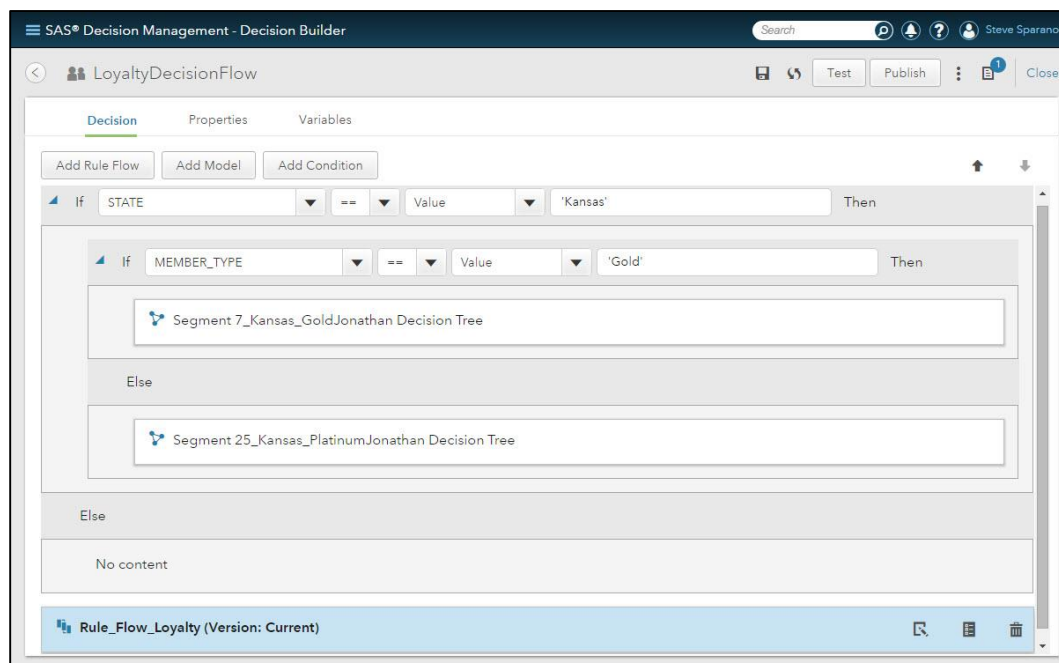 SAS® Decision Management - Decision Builder Search ? Steve Sparano
LoyaltyDecisionFlow Test Publish 1 Close
Decision Properties Variables
Add Rule Flow Add Model Add Condition
If STATE == Value 'Kansas' Then
If MEMBER_TYPE == Value 'Gold' Then
Segment 7_Kansas_GoldJonathan Decision Tree
Else
Segment 25_Kansas_PlatinumJonathan Decision Tree
Else
No content
Rule_Flow_Loyalty (Version: Current)